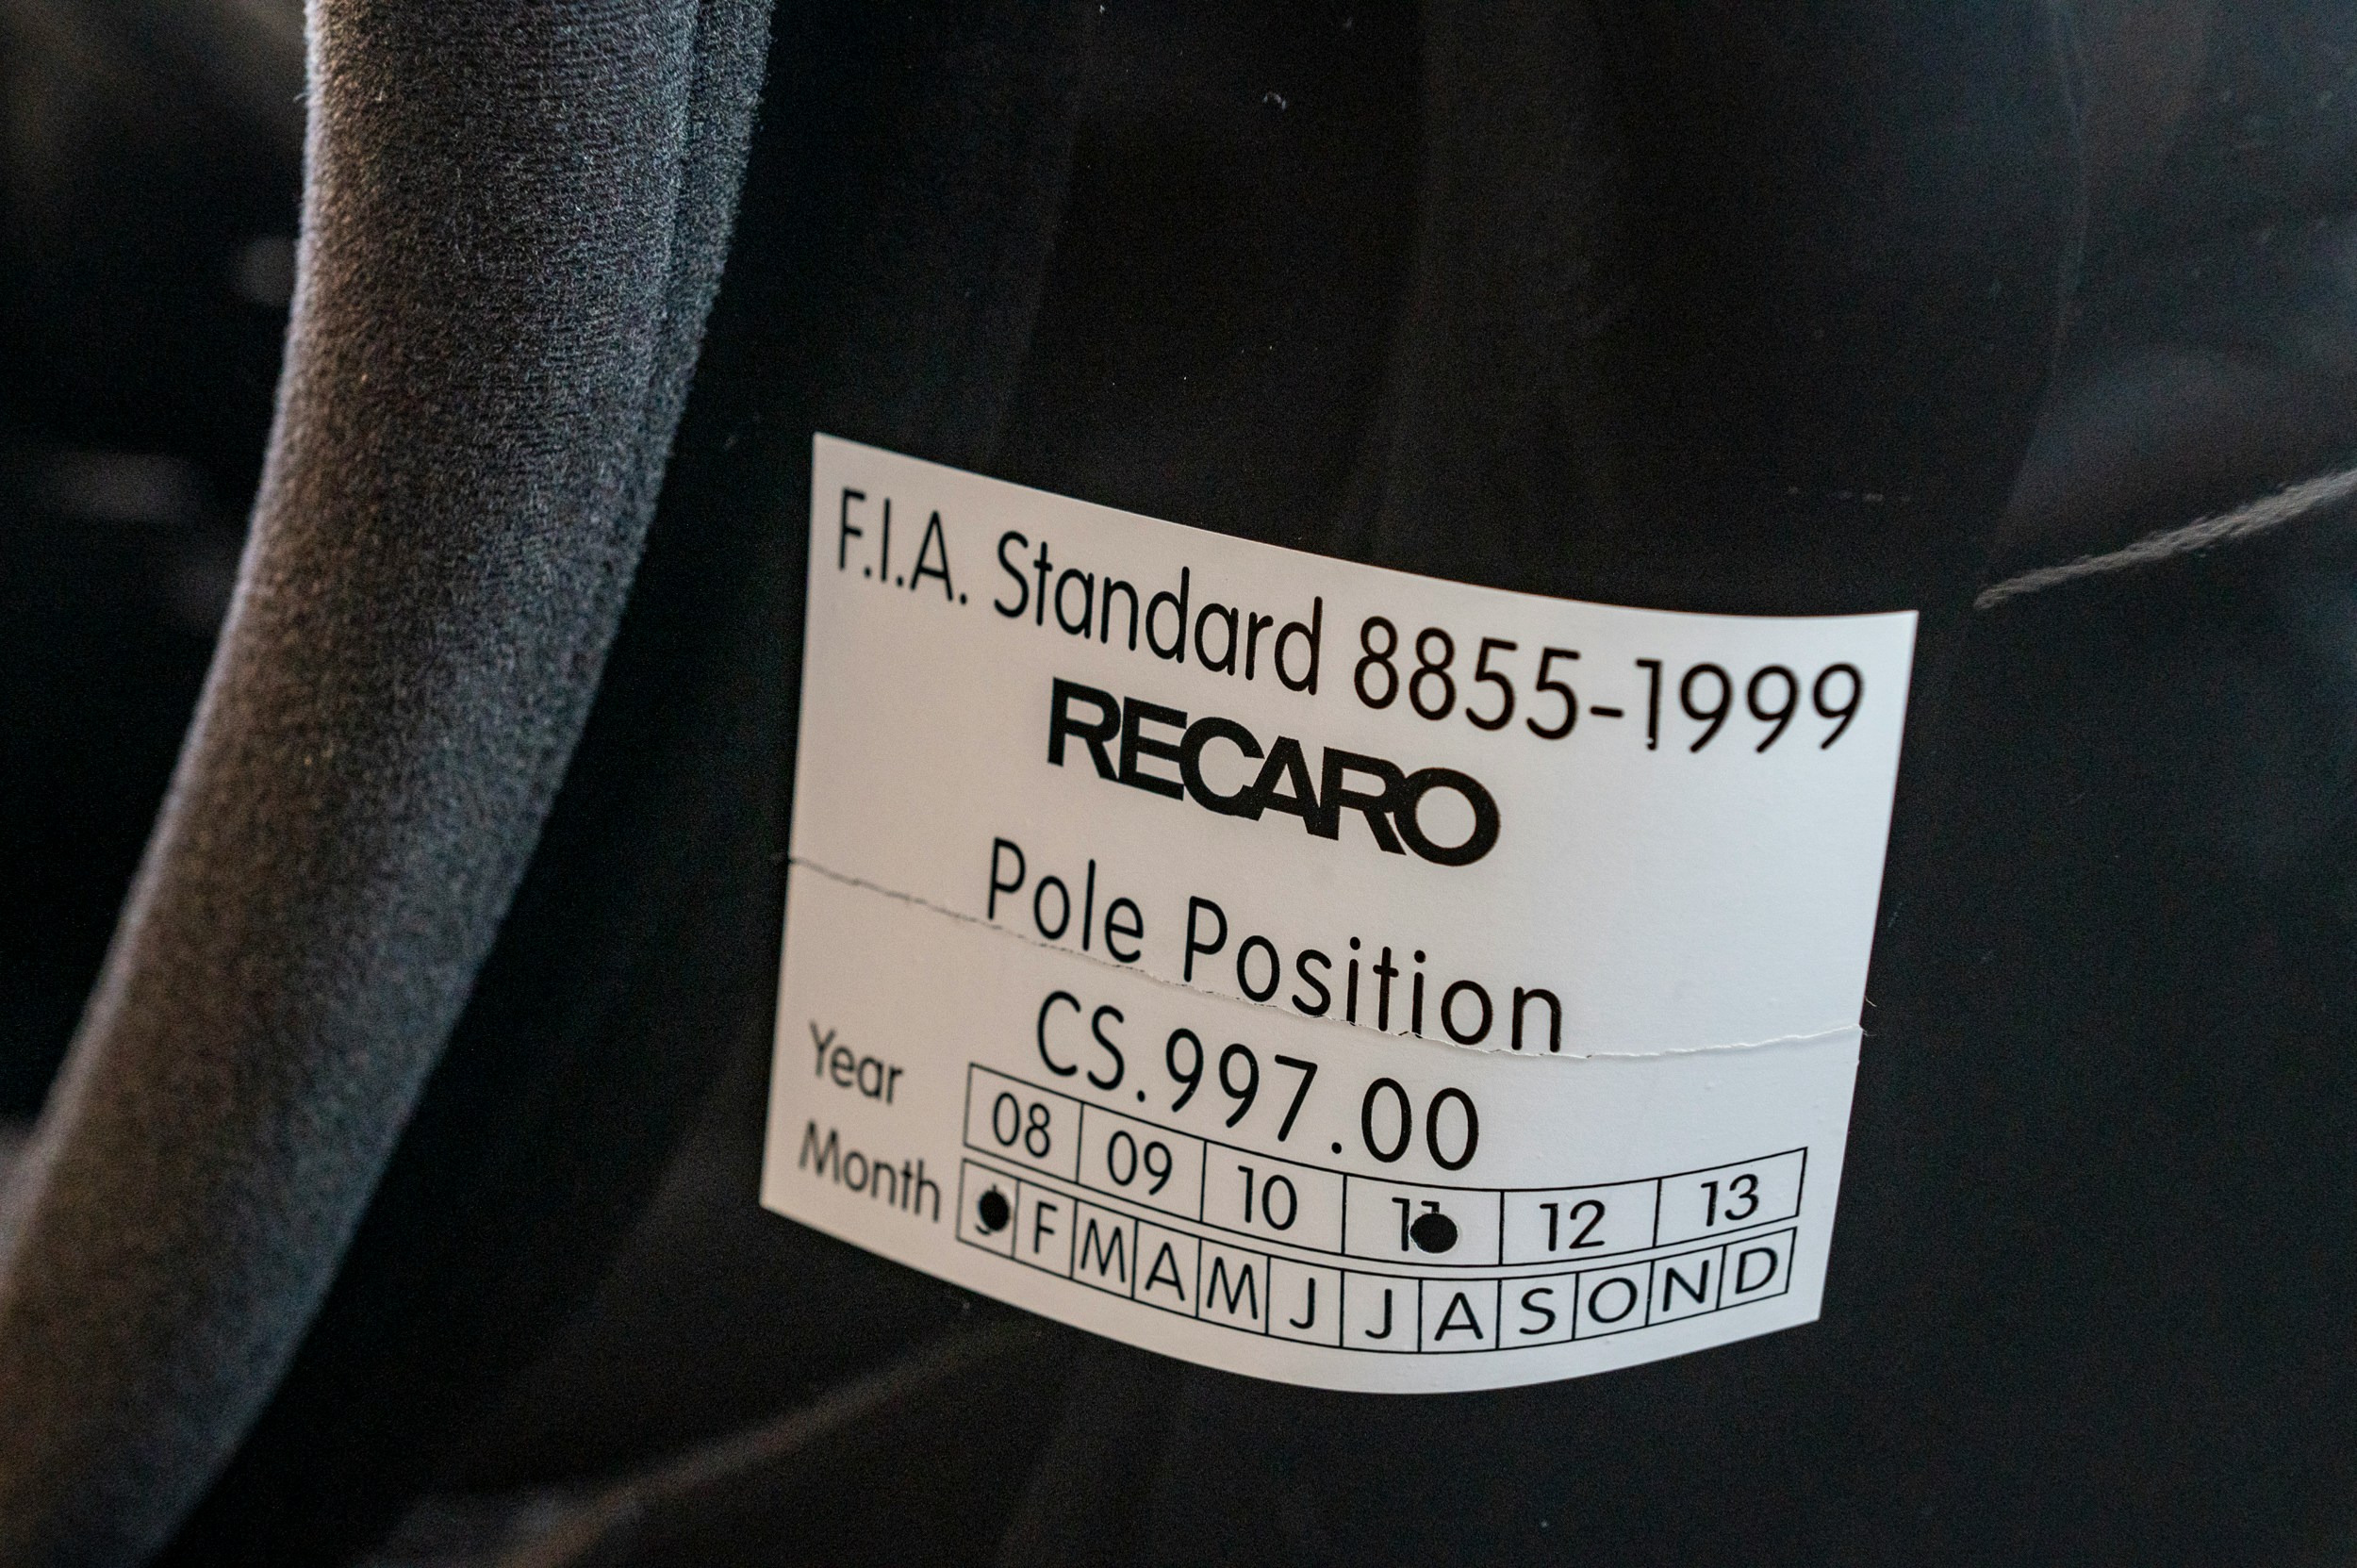 F.I.A. Standard 8855-1999
RECARO
Pole Position
CS.997.00
Year 08 09 10 11 12 13
Month J F M A M J J A S O N D